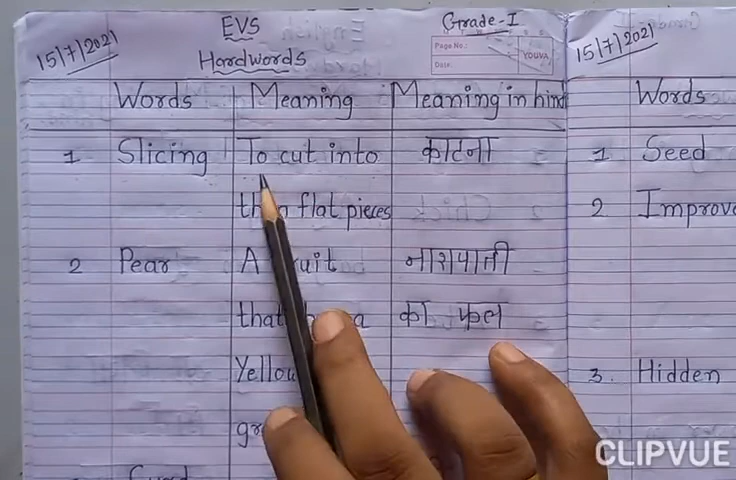 EVS
Grade-I
15/7/2021
Hardwords
Page No.:
Date:
YOUVA
Words Meaning Meaning in hindi
1 Slicing To cut into काटना
thin flat pieces
2 Pear A fruit नाशपाती
that a का फल
15/7/2021
Words
1 Seed
2 Improve
3. Hidden
CLIPVUE